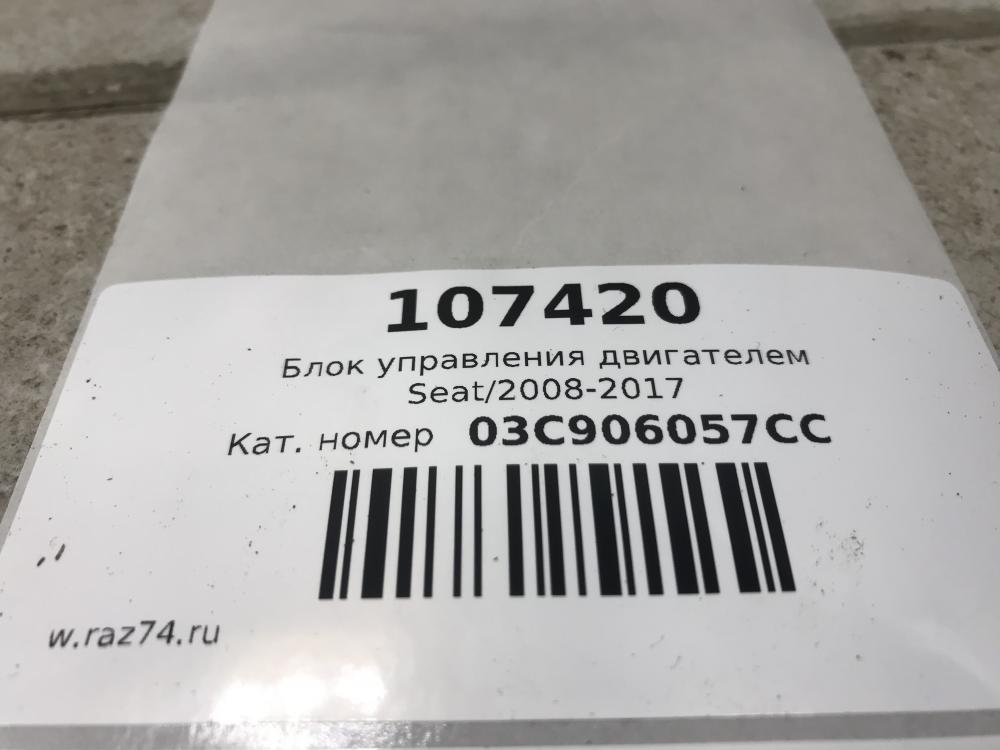 107420
Блок управления двигателем
Seat/2008-2017
Кат. номер 03C906057CC
w.raz74.ru